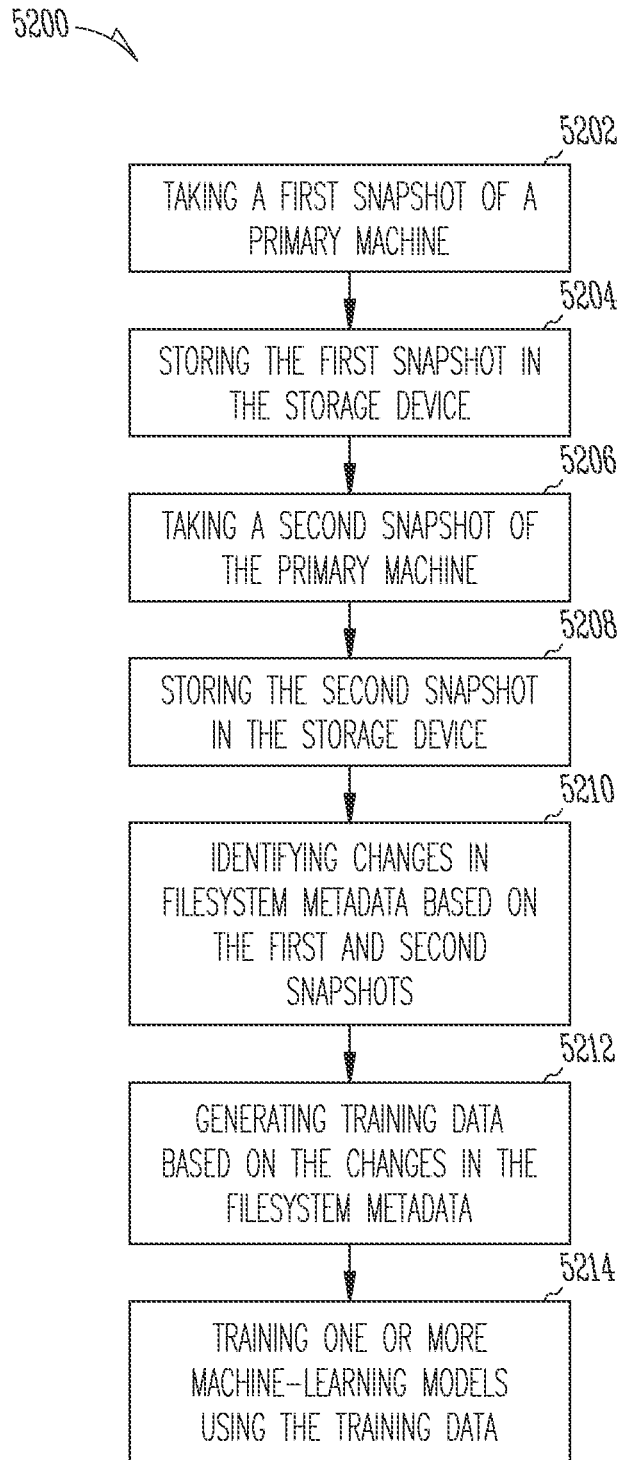 5200
5202
TAKING A FIRST SNAPSHOT OF A
PRIMARY MACHINE
5204
STORING THE FIRST SNAPSHOT IN
THE STORAGE DEVICE
5206
TAKING A SECOND SNAPSHOT OF
THE PRIMARY MACHINE
5208
STORING THE SECOND SNAPSHOT
IN THE STORAGE DEVICE
5210
IDENTIFYING CHANGES IN
FILESYSTEM METADATA BASED ON
THE FIRST AND SECOND
SNAPSHOTS
5212
GENERATING TRAINING DATA
BASED ON THE CHANGES IN THE
FILESYSTEM METADATA
5214
TRAINING ONE OR MORE
MACHINE-LEARNING MODELS
USING THE TRAINING DATA